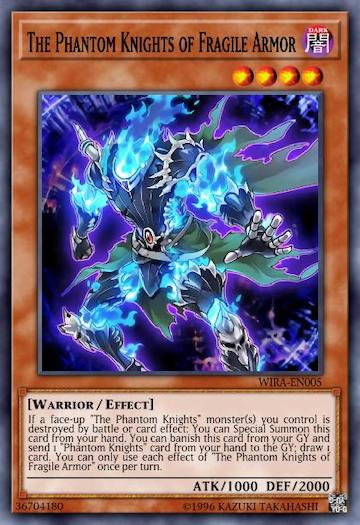 The Phantom Knights of Fragile Armor
DARK
闇
WIRA-EN005
[Warrior / Effect]
If a face-up "The Phantom Knights" monster(s) you control is
destroyed by battle or card effect: You can Special Summon this
card from your hand. You can banish this card from your GY and
send 1 "Phantom Knights" card from your hand to the GY; draw 1
card. You can only use each effect of "The Phantom Knights of
Fragile Armor" once per turn.
ATK/1000 DEF/2000
36704180
©1996 KAZUKI TAKAHASHI